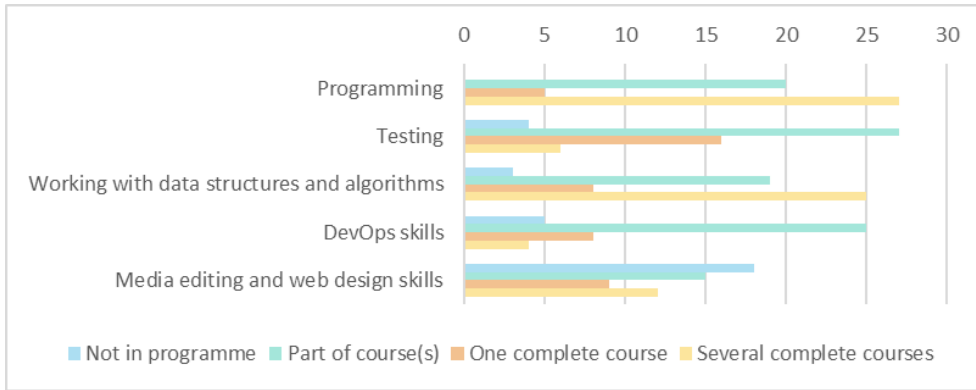 0 5 10 15 20 25 30
Programming
Testing
Working with data structures and algorithms
DevOps skills
Media editing and web design skills
Not in programme Part of course(s) One complete course Several complete courses